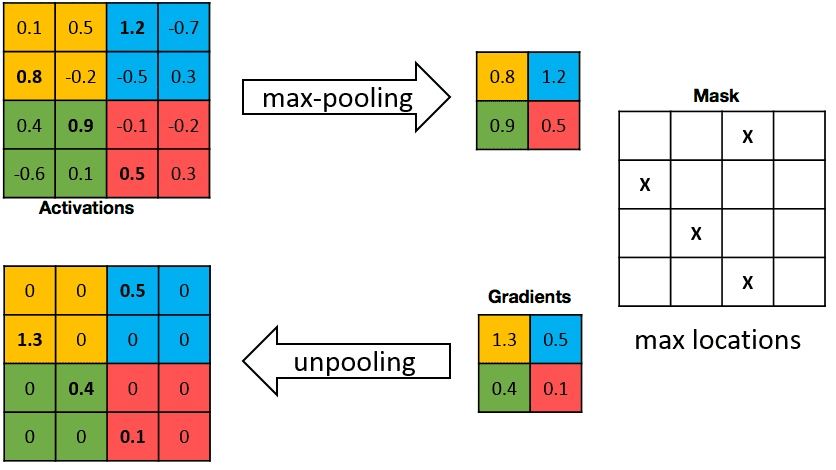 0.1 0.5 1.2 -0.7
0.8 -0.2 -0.5 0.3
0.4 0.9 -0.1 -0.2
-0.6 0.1 0.5 0.3
Activations
max-pooling
0.8 1.2
0.9 0.5
Mask
X
X
X
X
max locations
0 0 0.5 0
1.3 0 0 0
0 0.4 0 0
0 0 0.1 0
unpooling
Gradients
1.3 0.5
0.4 0.1